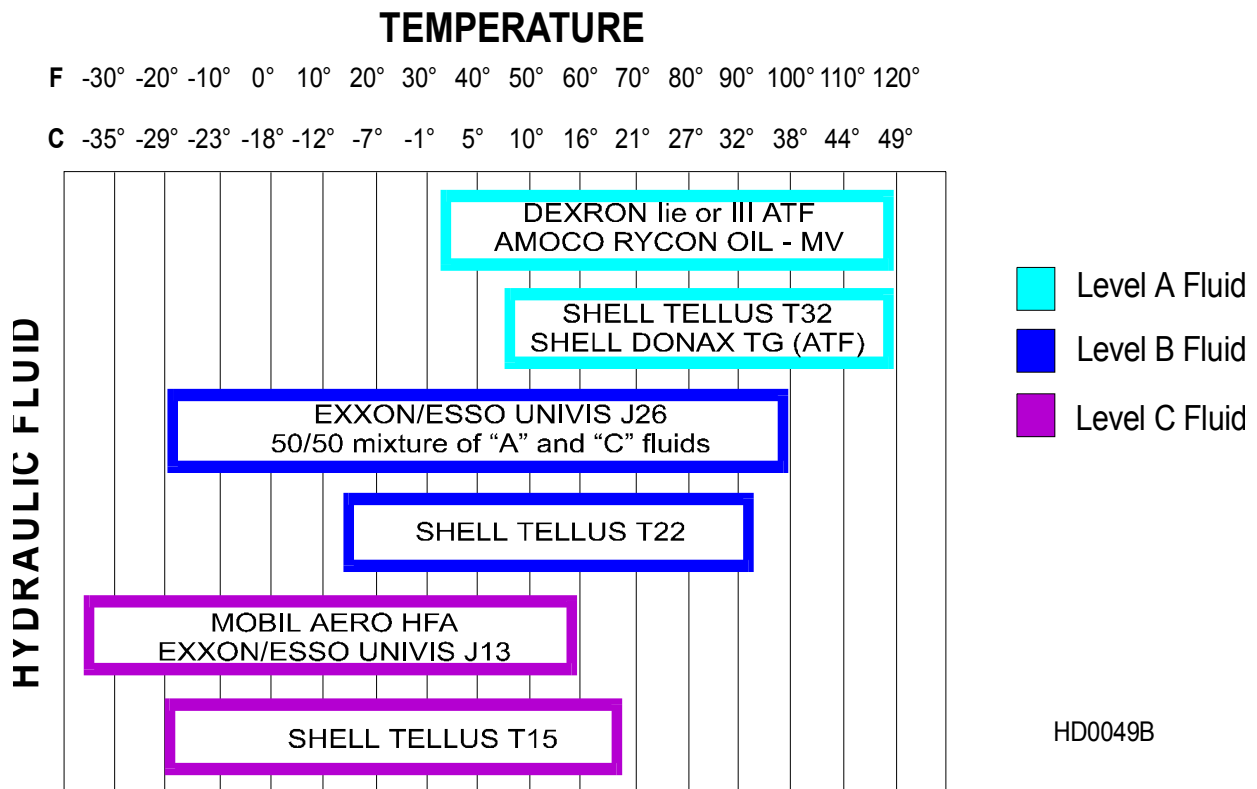 TEMPERATURE
F -30° -20° -10° 0° 10° 20° 30° 40° 50° 60° 70° 80° 90° 100° 110° 120°
C -35° -29° -23° -18° -12° -7° -1° 5° 10° 16° 21° 27° 32° 38° 44° 49°
HYDRAULIC FLUID
DEXRON Iie or III ATF
AMOCO RYCON OIL - MV
SHELL TELLUS T32
SHELL DONAX TG (ATF)
EXXON/ESSO UNIVIS J26
50/50 mixture of “A” and “C” fluids
SHELL TELLUS T22
MOBIL AERO HFA
EXXON/ESSO UNIVIS J13
SHELL TELLUS T15
Level A Fluid
Level B Fluid
Level C Fluid
HD0049B